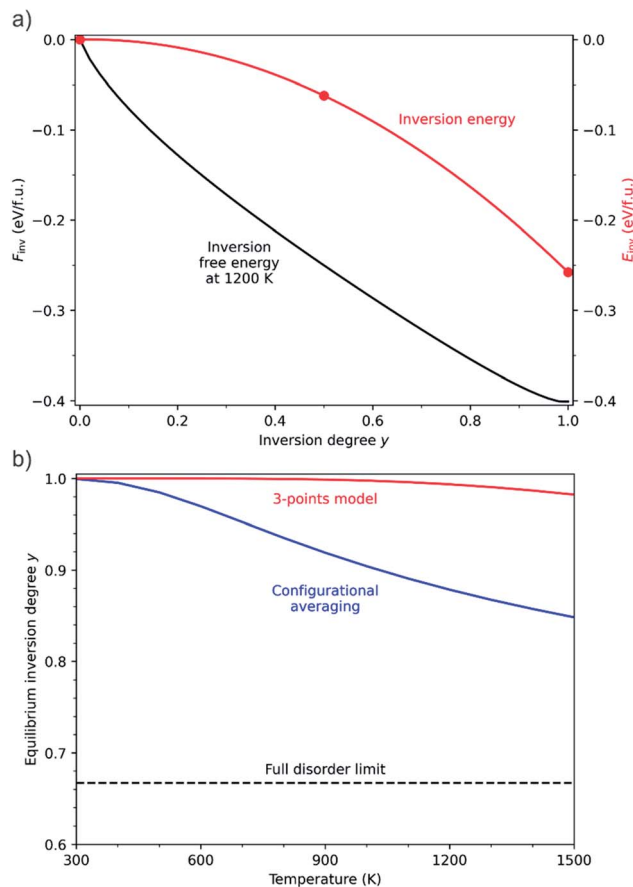 a)
0.0
−0.1
−0.2
−0.3
−0.4
F_inv (eV/f.u.)
Inversion energy
Inversion
free energy
at 1200 K
0.0
−0.1
−0.2
−0.3
−0.4
E_inv (eV/f.u.)
0.0 0.2 0.4 0.6 0.8 1.0
Inversion degree y
b)
1.0
0.9
0.8
0.7
0.6
Equilibrium inversion degree y
3-points model
Configurational
averaging
Full disorder limit
300 600 900 1200 1500
Temperature (K)